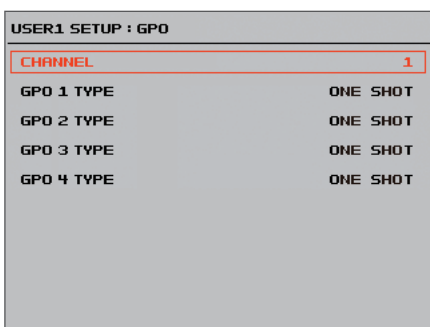 USER1 SETUP : GPO
CHANNEL 1
GPO 1 TYPE ONE SHOT
GPO 2 TYPE ONE SHOT
GPO 3 TYPE ONE SHOT
GPO 4 TYPE ONE SHOT